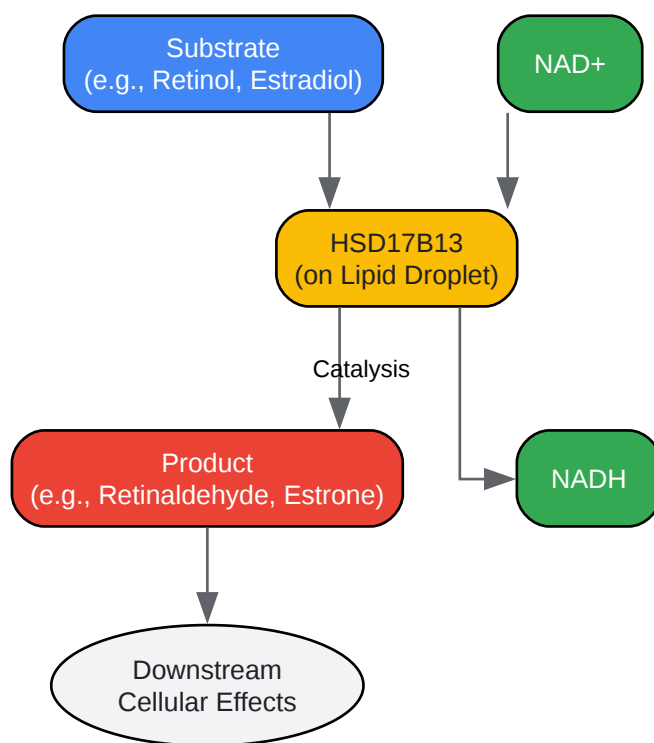 Substrate
(e.g., Retinol, Estradiol)
NAD+
HSD17B13
(on Lipid Droplet)
Catalysis
Product
(e.g., Retinaldehyde, Estrone)
NADH
Downstream
Cellular Effects